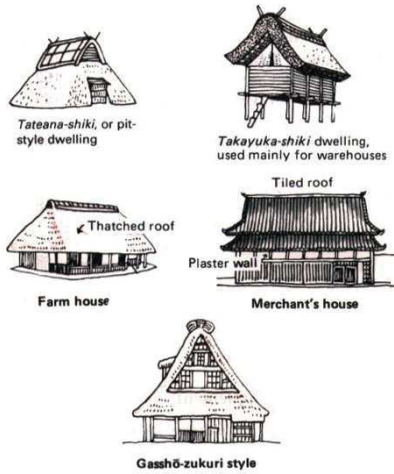 Tateana-shiki, or pit-
style dwelling
Takayuka-shiki dwelling,
used mainly for warehouses
Thatched roof
Farm house
Tiled roof
Plaster wall
Merchant's house
Gasshō-zukuri style